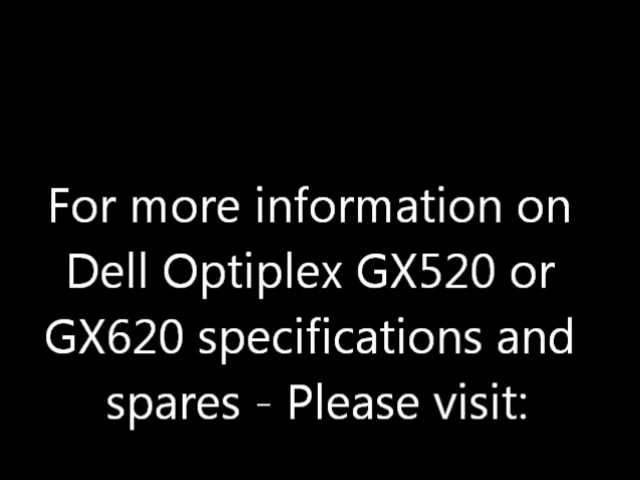 For more information on
Dell Optiplex GX520 or
GX620 specifications and
spares - Please visit: